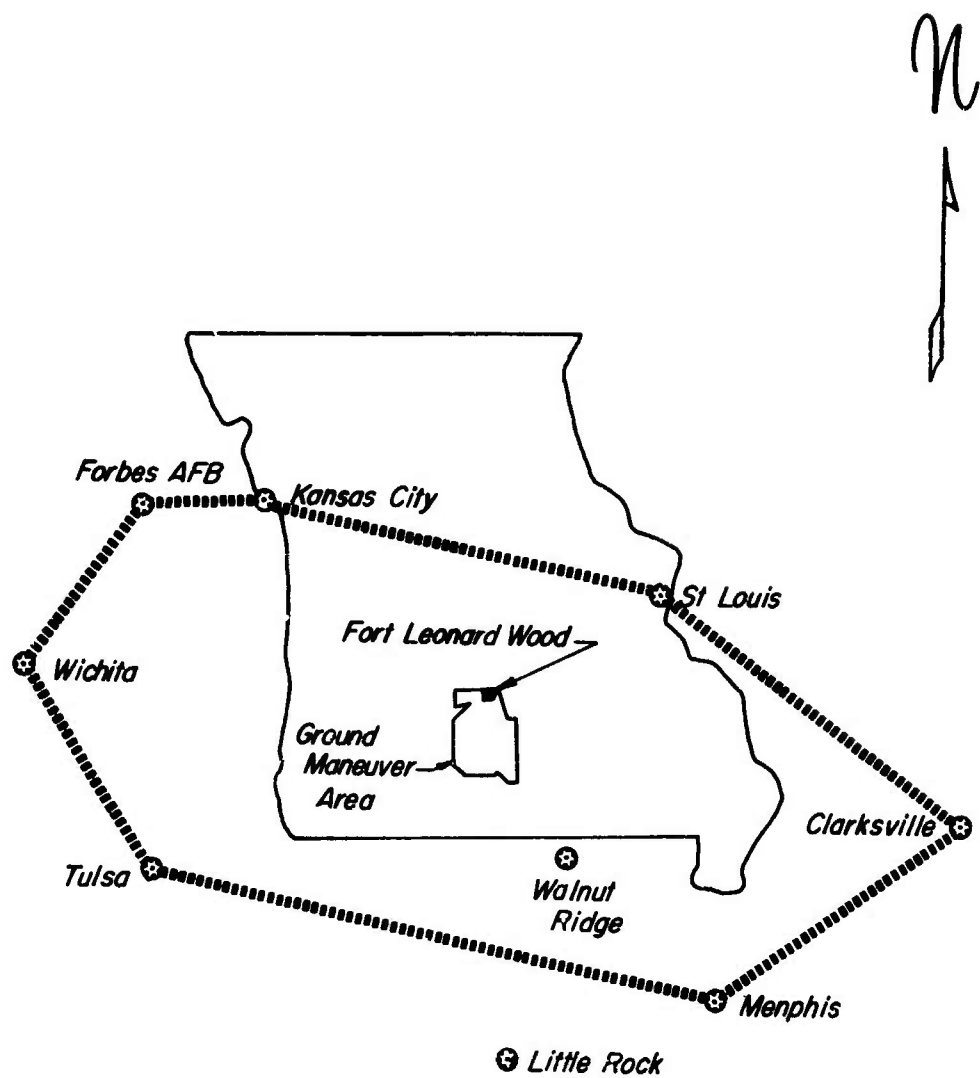 N
Forbes AFB
Kansas City
St Louis
Fort Leonard Wood
Wichita
Ground
Maneuver
Area
Clarksville
Tulsa
Walnut
Ridge
Menphis
Little Rock